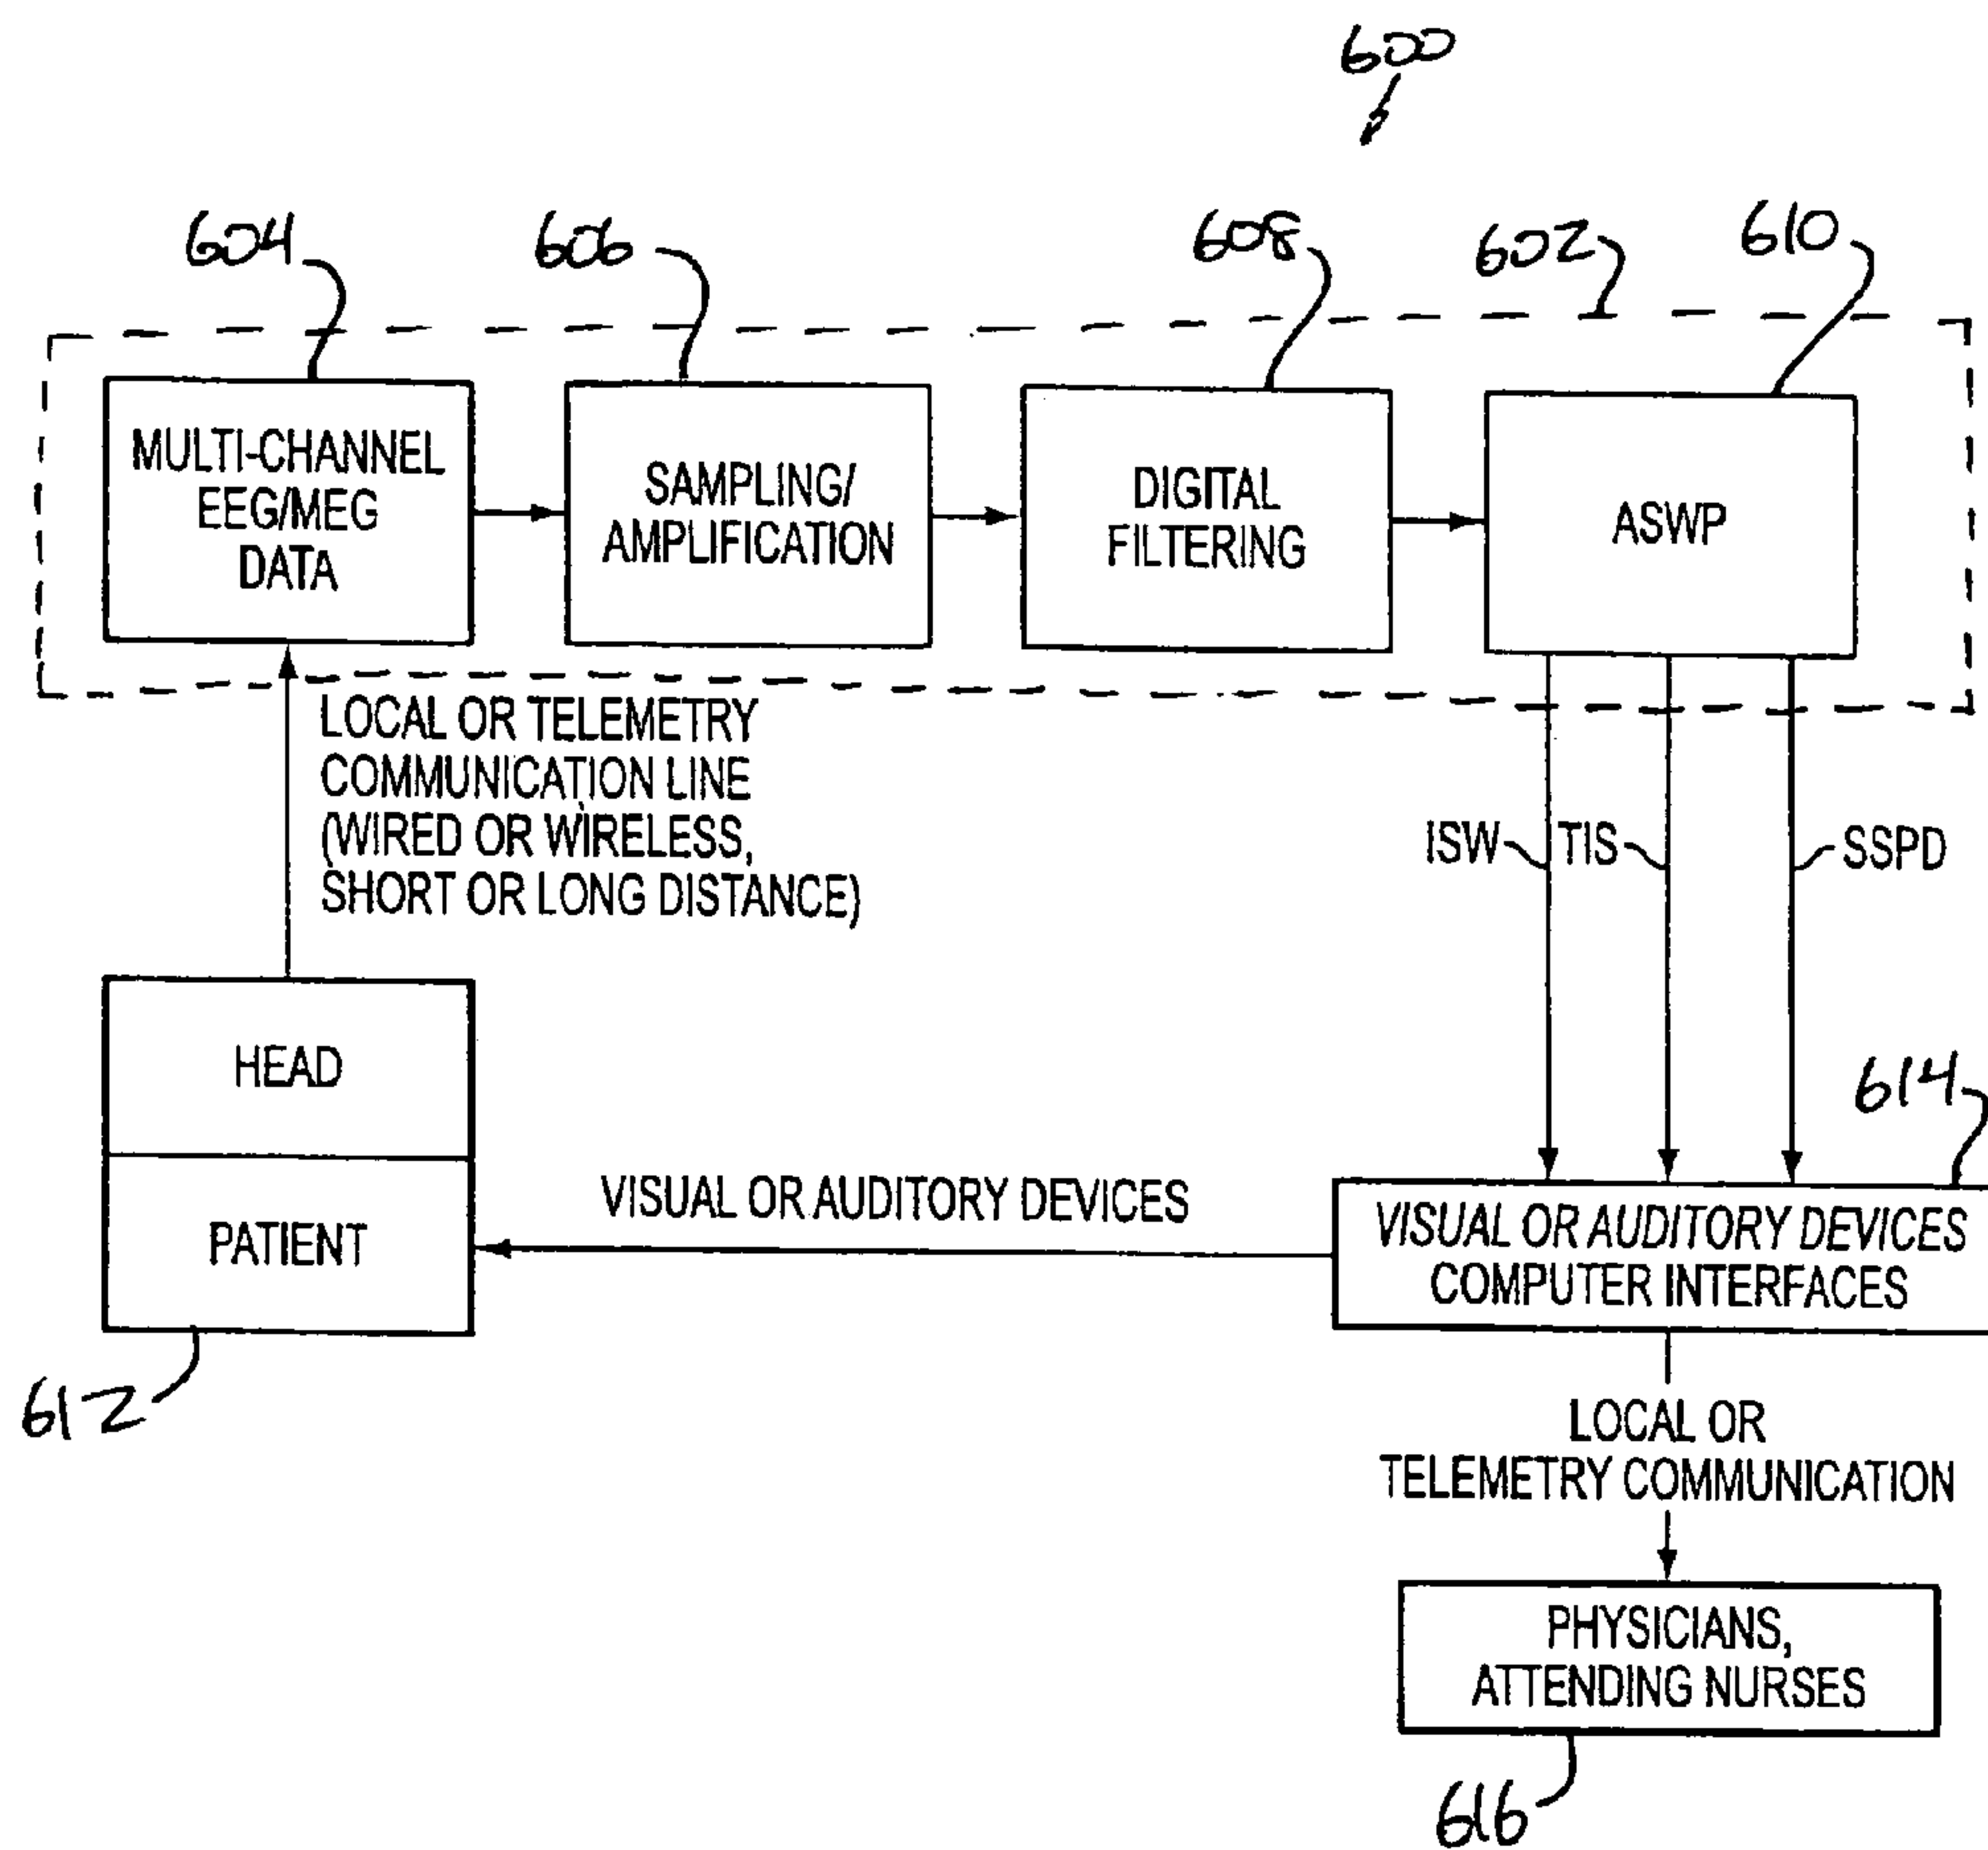 600
604
606
608
602
610
MULTI-CHANNEL
EEG/MEG
DATA
SAMPLING/
AMPLIFICATION
DIGITAL
FILTERING
ASWP
LOCAL OR TELEMETRY
COMMUNICATION LINE
(WIRED OR WIRELESS,
SHORT OR LONG DISTANCE)
ISW
TIS
SSPD
HEAD
PATIENT
612
VISUAL OR AUDITORY DEVICES
614
VISUAL OR AUDITORY DEVICES
COMPUTER INTERFACES
LOCAL OR
TELEMETRY COMMUNICATION
PHYSICIANS,
ATTENDING NURSES
616